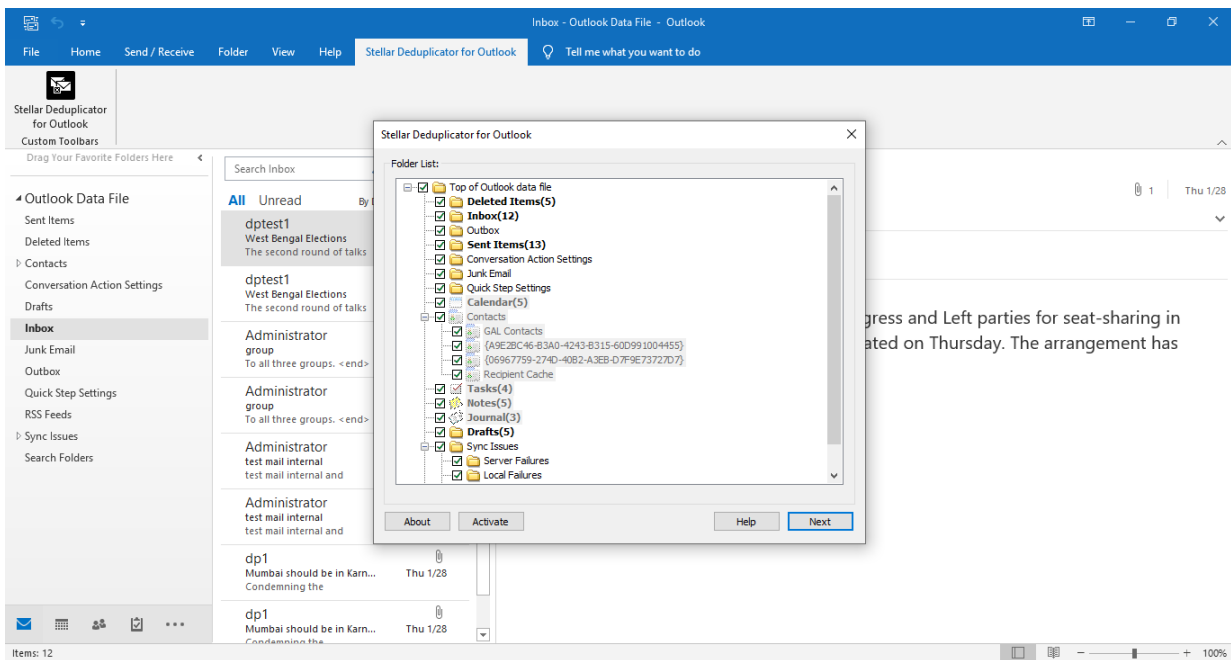 Inbox - Outlook Data File - Outlook
File Home Send / Receive Folder View Help Stellar Deduplicator for Outlook Tell me what you want to do
Stellar Deduplicator
for Outlook
Custom Toolbars
Drag Your Favorite Folders Here
Outlook Data File
Sent Items
Deleted Items
Contacts
Conversation Action Settings
Drafts
Inbox
Junk Email
Outbox
Quick Step Settings
RSS Feeds
Sync Issues
Search Folders
Search Inbox
All Unread By
dptest1
West Bengal Elections
The second round of talks
dptest1
West Bengal Elections
The second round of talks
Administrator
group
To all three groups. <end>
Administrator
group
To all three groups. <end>
Administrator
test mail internal
test mail internal and
Administrator
test mail internal
test mail internal and
dp1
Mumbai should be in Karn... Thu 1/28
Condemning the
dp1
Mumbai should be in Karn... Thu 1/28
Condemning the
Stellar Deduplicator for Outlook
Folder List:
Top of Outlook data file
Deleted Items(5)
Inbox(12)
Outbox
Sent Items(13)
Conversation Action Settings
Junk Email
Quick Step Settings
Calendar(5)
Contacts
GAL Contacts
{A9E2BC46-B3A0-4243-B315-60D991004455}
{06967759-274D-40B2-A3EB-D7F9E73727D7}
Recipient Cache
Tasks(4)
Notes(5)
Journal(3)
Drafts(5)
Sync Issues
Server Failures
Local Failures
About Activate Help Next
1 Thu 1/28
gress and Left parties for seat-sharing in
ated on Thursday. The arrangement has
Items: 12
100%